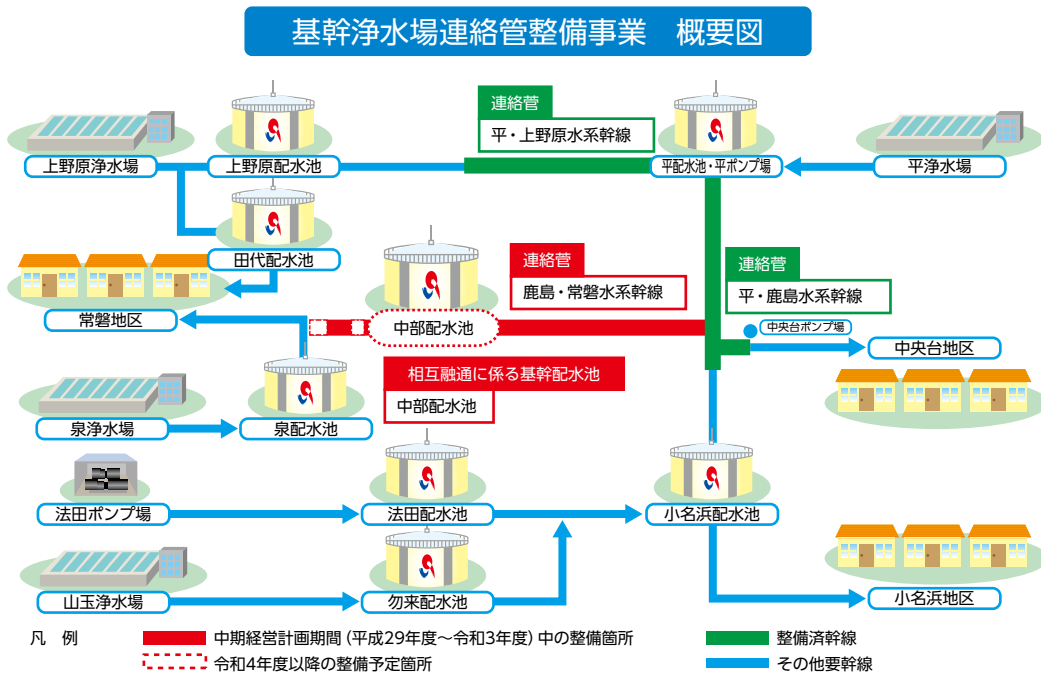 基幹浄水場連絡管整備事業　概要図
連絡菅
平・上野原水系幹線
上野原浄水場
上野原配水池
平配水池・平ポンプ場
平浄水場
田代配水池
連絡菅
鹿島・常磐水系幹線
連絡菅
平・鹿島水系幹線
常磐地区
中部配水池
中央台ポンプ場
中央台地区
相互融通に係る基幹配水池
中部配水池
泉浄水場
泉配水池
法田ポンプ場
法田配水池
小名浜配水池
山玉浄水場
勿来配水池
小名浜地区
凡　例
中期経営計画期間（平成29年度～令和3年度）中の整備箇所
整備済幹線
令和4年度以降の整備予定箇所
その他要幹線